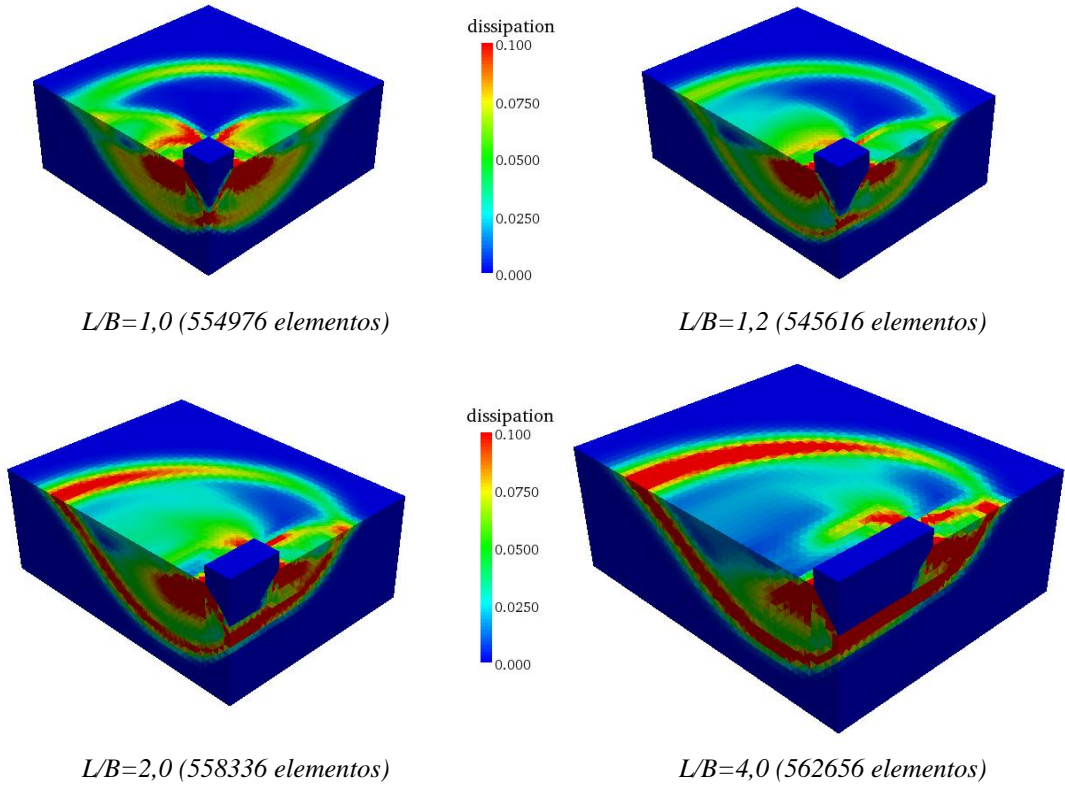 dissipation
0.100
0.0750
0.0500
0.0250
0.000
L/B=1,0 (554976 elementos)
L/B=1,2 (545616 elementos)
dissipation
0.100
0.0750
0.0500
0.0250
0.000
L/B=2,0 (558336 elementos)
L/B=4,0 (562656 elementos)